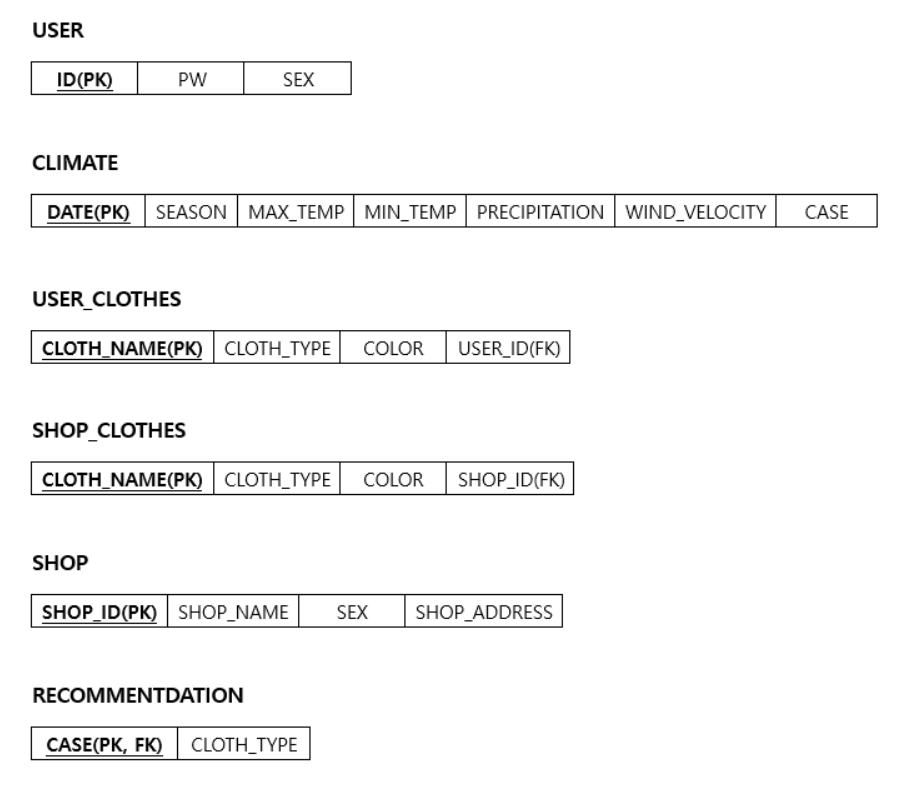 USER
ID(PK) PW SEX
CLIMATE
DATE(PK) SEASON MAX_TEMP MIN_TEMP PRECIPITATION WIND_VELOCITY CASE
USER_CLOTHES
CLOTH_NAME(PK) CLOTH_TYPE COLOR USER_ID(FK)
SHOP_CLOTHES
CLOTH_NAME(PK) CLOTH_TYPE COLOR SHOP_ID(FK)
SHOP
SHOP_ID(PK) SHOP_NAME SEX SHOP_ADDRESS
RECOMMENTDATION
CASE(PK, FK) CLOTH_TYPE